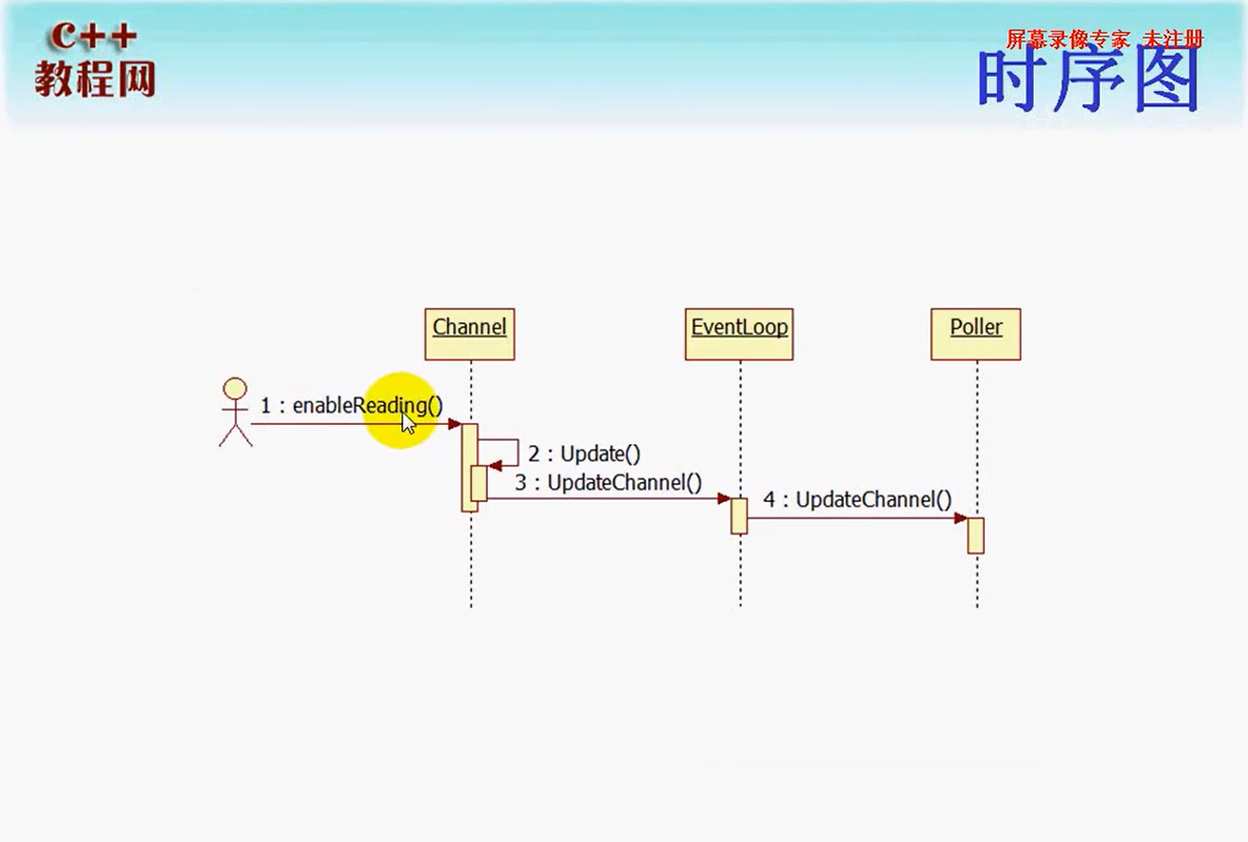 C++
教程网
屏幕录像专家 未注册
时序图
Channel
EventLoop
Poller
1 : enableReading()
2 : Update()
3 : UpdateChannel()
4 : UpdateChannel()